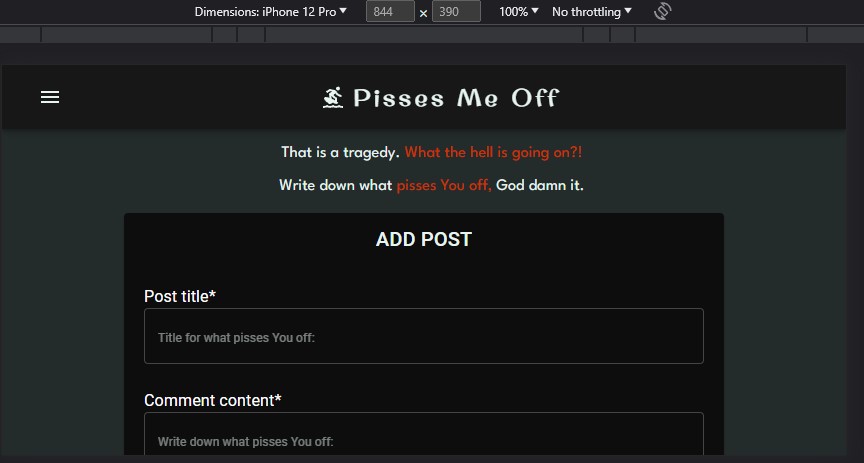 Dimensions: iPhone 12 Pro ▼ 844 × 390 100% ▼ No throttling ▼
Pisses Me Off
That is a tragedy. What the hell is going on?!
Write down what pisses You off, God damn it.
ADD POST
Post title*
Title for what pisses You off:
Comment content*
Write down what pisses You off: